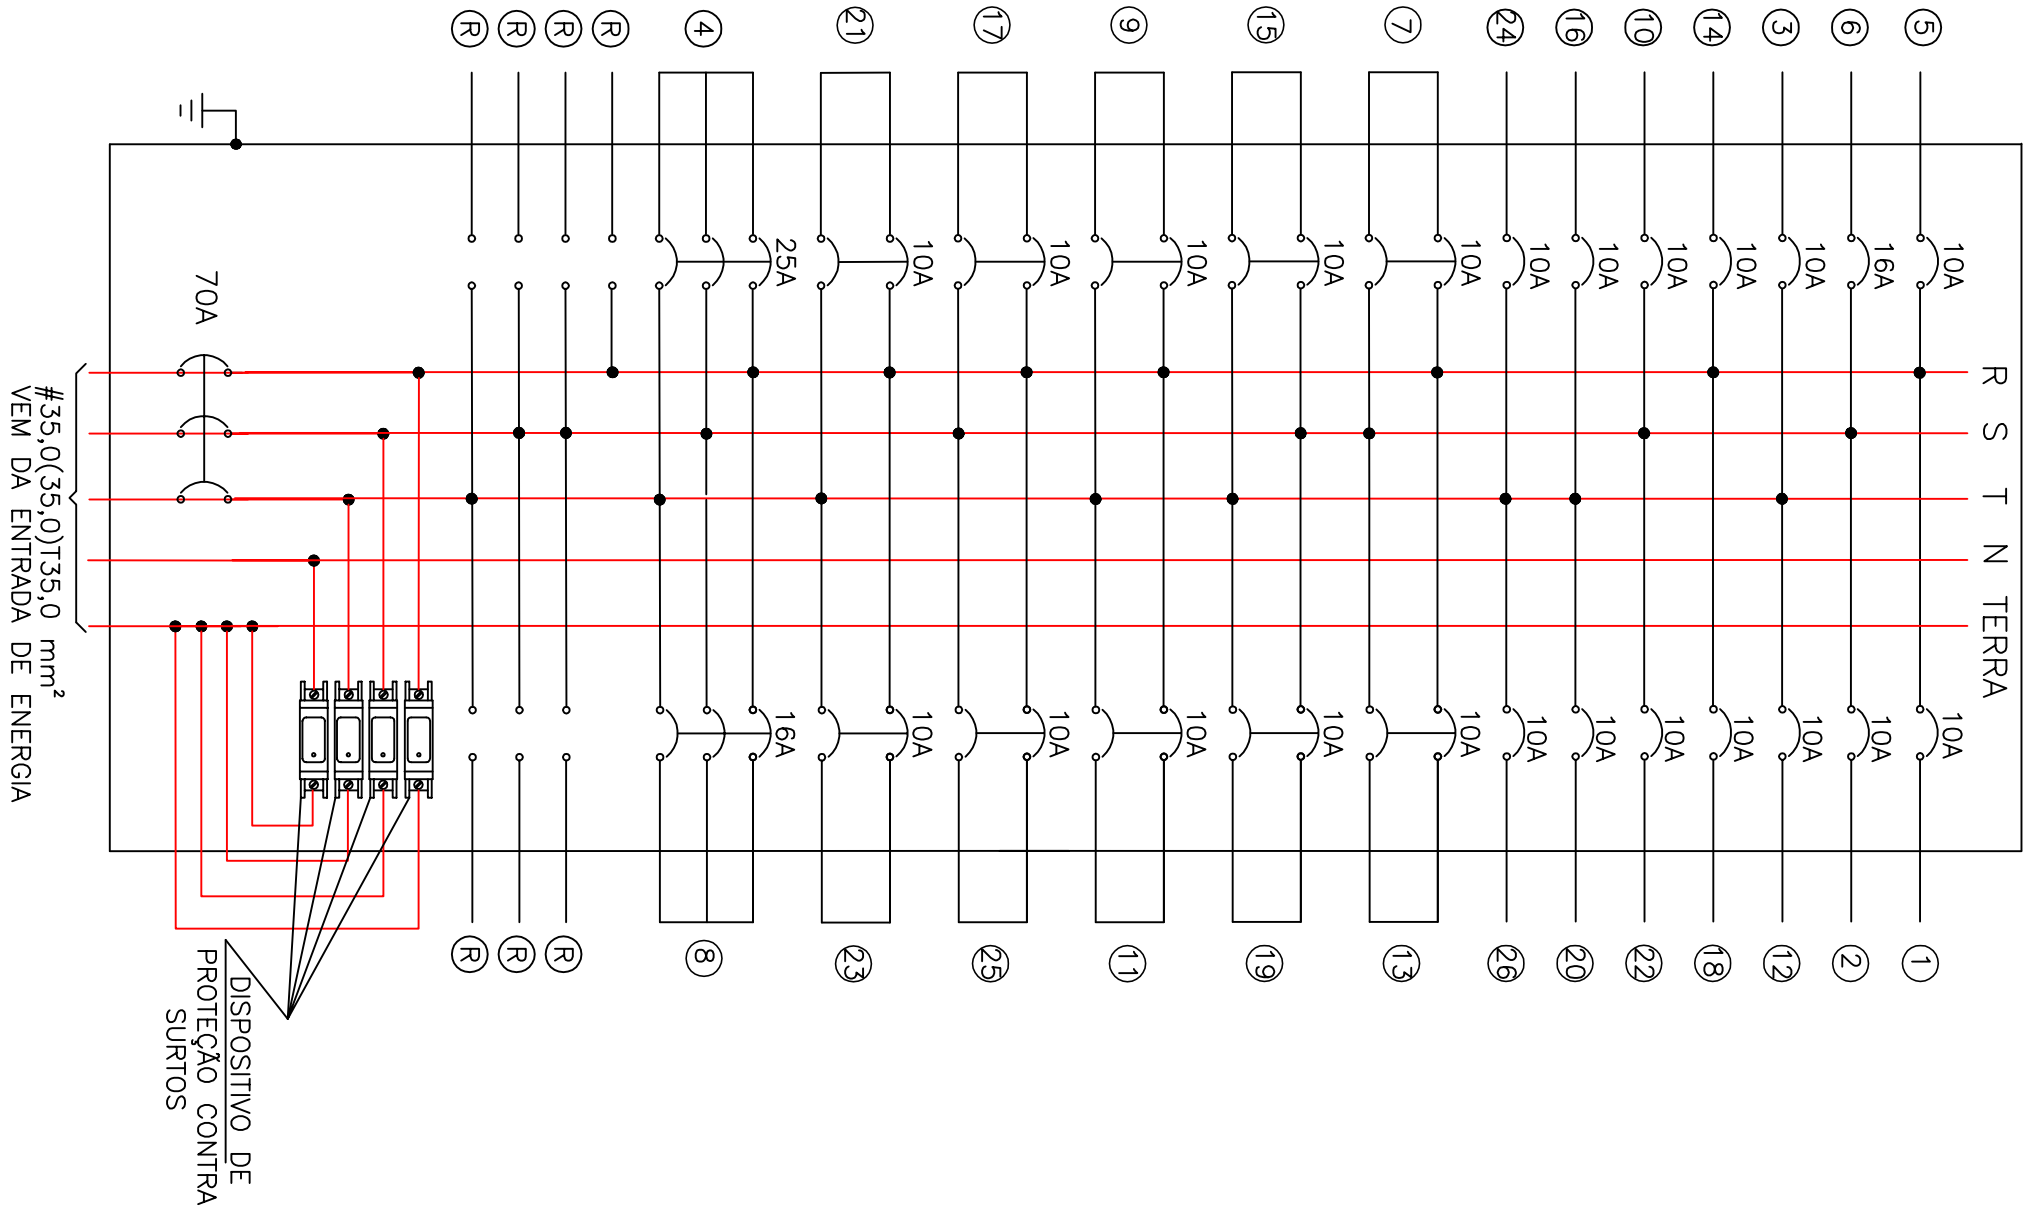 R
R
R
R
4
21
17
9
15
7
24
16
10
14
3
6
5
25A
10A
10A
10A
10A
10A
10A
10A
10A
10A
10A
16A
10A
70A
R
S
T
N
TERRA
#35,0(35,0)T35,0 mm²
VEM DA ENTRADA DE ENERGIA
16A
10A
10A
10A
10A
10A
10A
10A
10A
10A
10A
10A
10A
R
R
R
8
23
25
11
19
13
26
20
22
18
12
2
1
DISPOSITIVO DE
PROTEÇÃO CONTRA
SURTOS